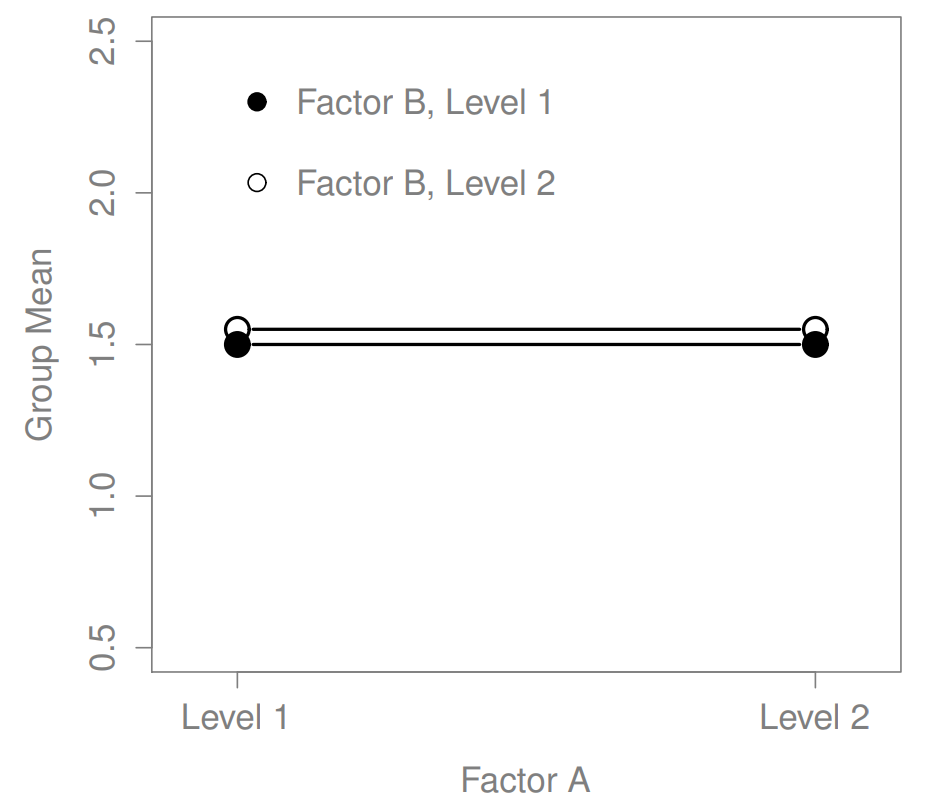 2.5
2.0
1.5
1.0
0.5
Group Mean
Factor B, Level 1
Factor B, Level 2
Level 1
Level 2
Factor A